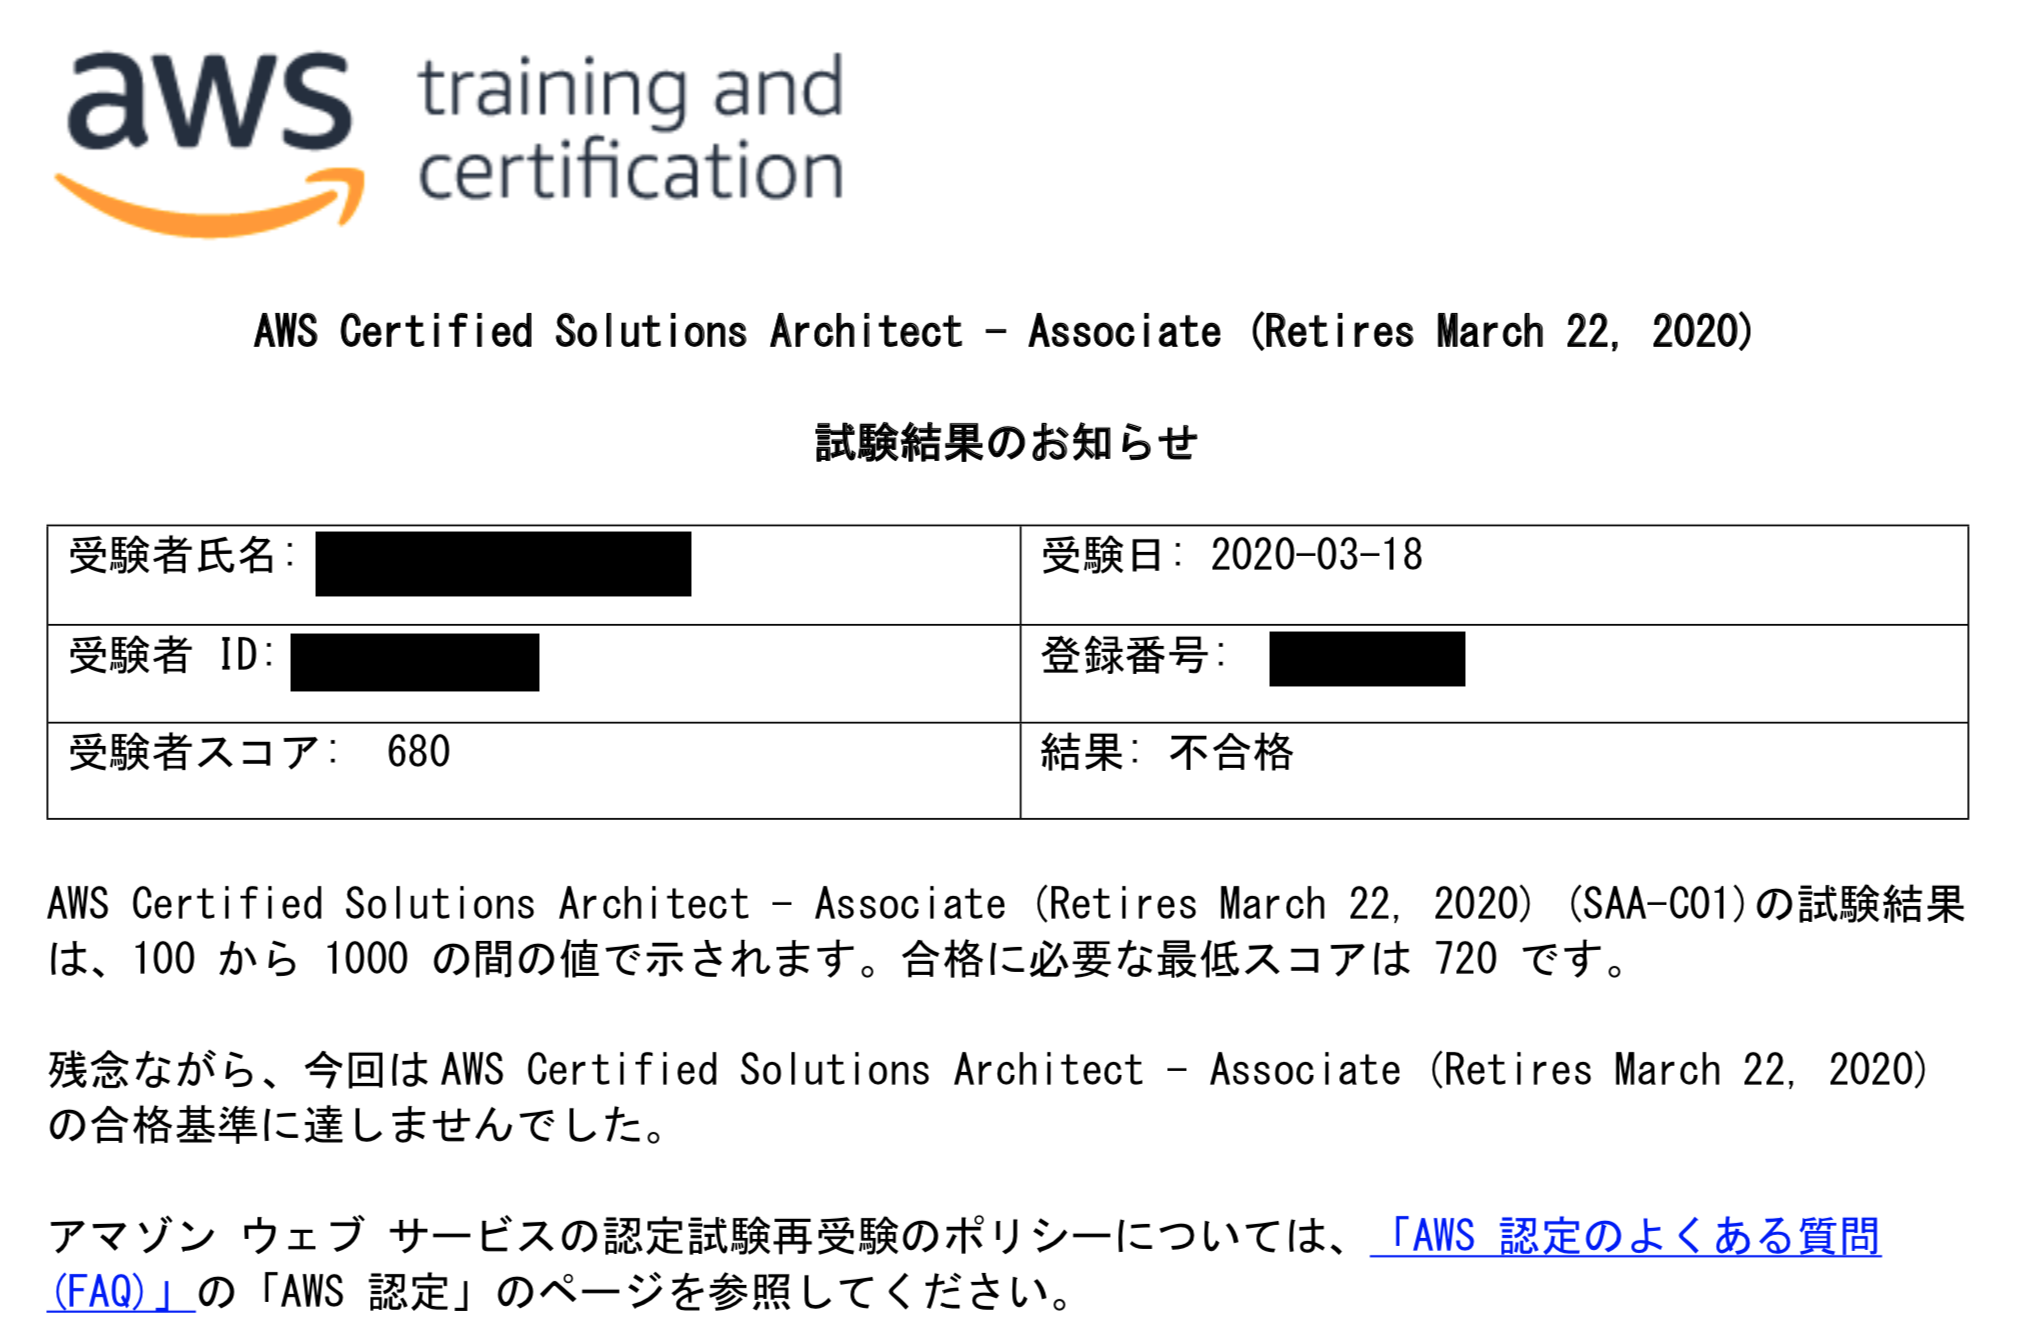 aws training and
certification
AWS Certified Solutions Architect - Associate (Retires March 22, 2020)
試験結果のお知らせ
受験者氏名:
受験日: 2020-03-18
受験者 ID:
登録番号:
受験者スコア: 680
結果: 不合格
AWS Certified Solutions Architect - Associate (Retires March 22, 2020) (SAA-C01)の試験結果
は、100 から 1000 の間の値で示されます。合格に必要な最低スコアは 720 です。
残念ながら、今回は AWS Certified Solutions Architect - Associate (Retires March 22, 2020)
の合格基準に達しませんでした。
アマゾン ウェブ サービスの認定試験再受験のポリシーについては、「AWS 認定のよくある質問
(FAQ)」の「AWS 認定」のページを参照してください。